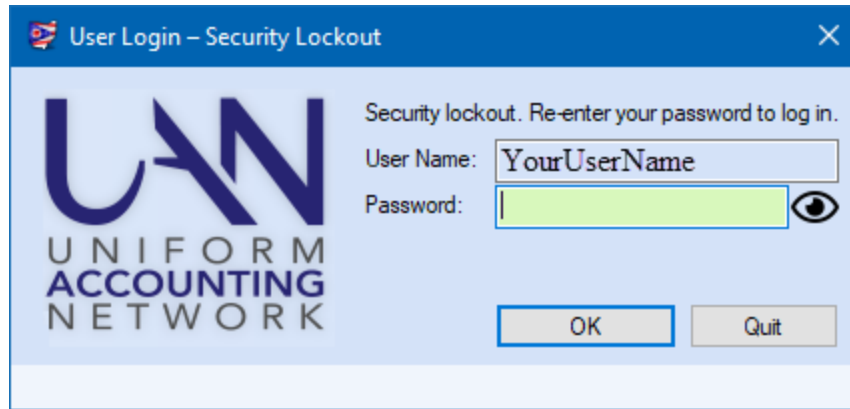 User Login – Security Lockout
Security lockout. Re-enter your password to log in.
User Name: YourUserName
Password:
UAN
UNIFORM
ACCOUNTING
NETWORK
OK Quit